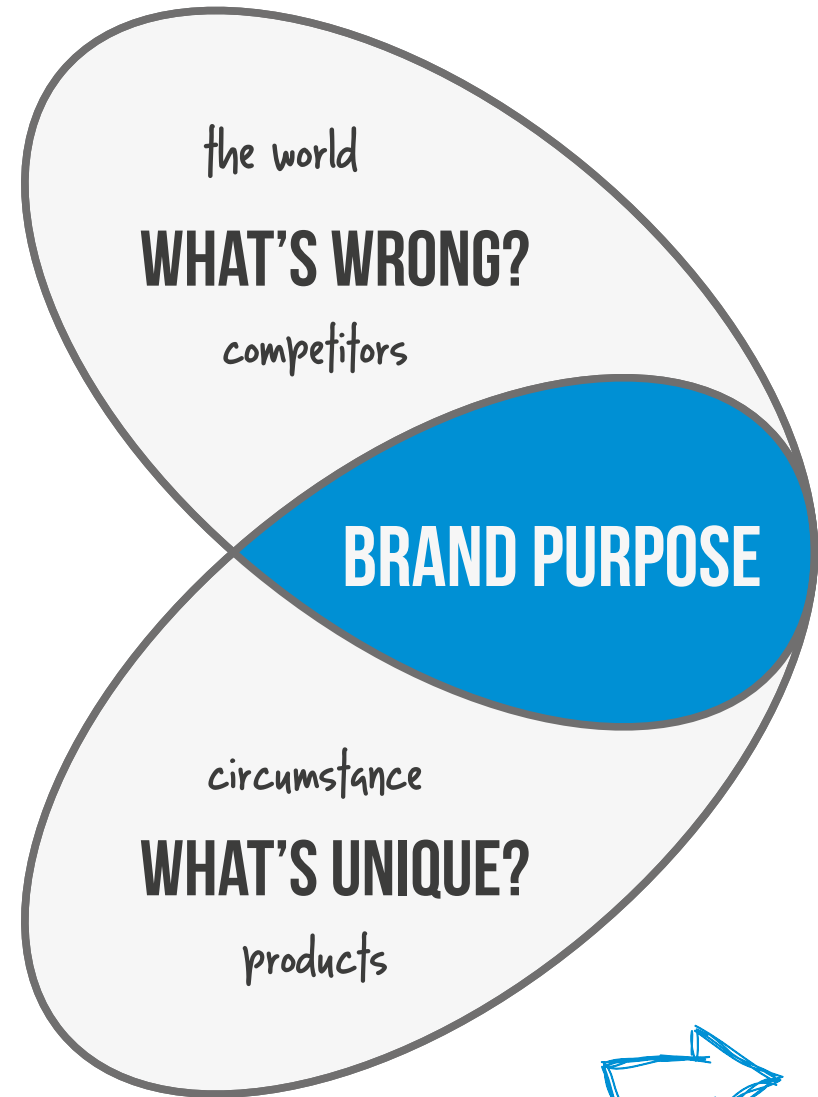 the world
WHAT'S WRONG?
competitors
BRAND PURPOSE
circumstance
WHAT'S UNIQUE?
products